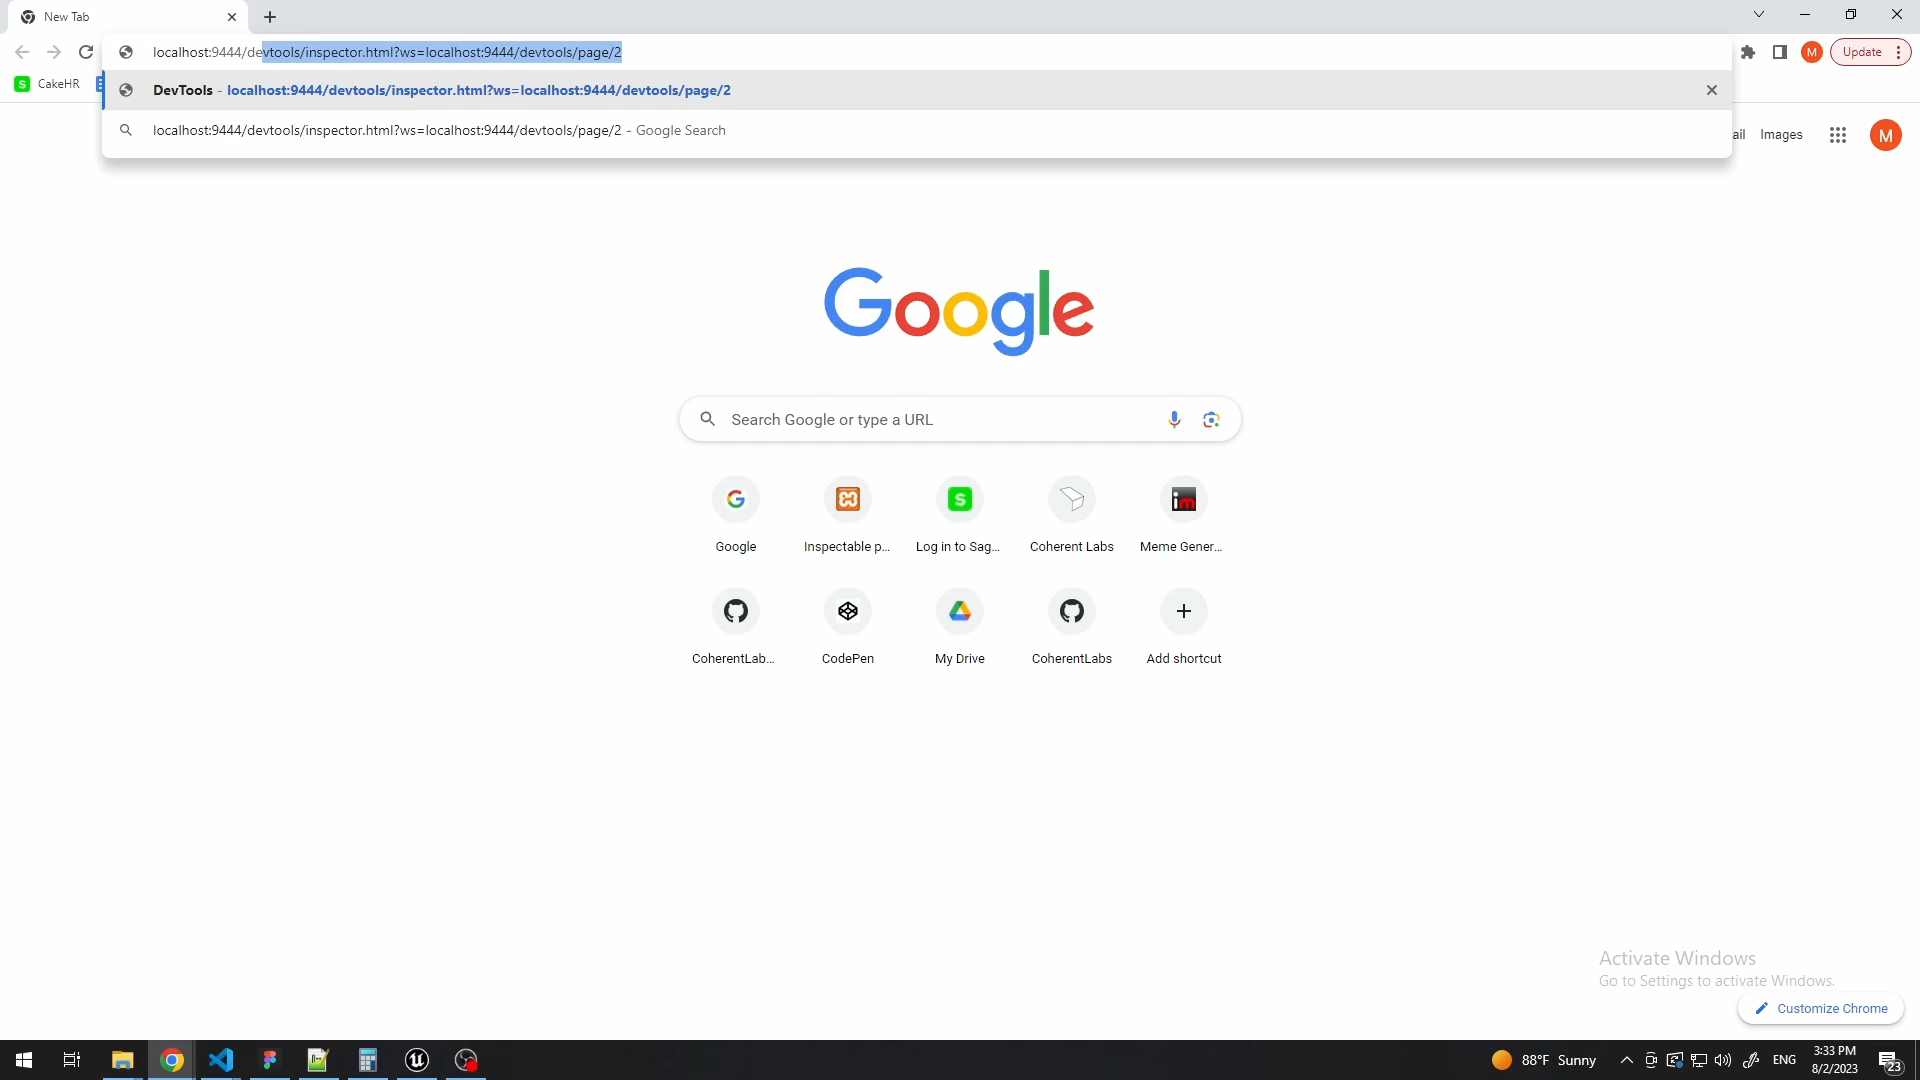 New Tab
localhost:9444/devtools/inspector.html?ws=localhost:9444/devtools/page/2
M
Update
CakeHR
DevTools - localhost:9444/devtools/inspector.html?ws=localhost:9444/devtools/page/2
localhost:9444/devtools/inspector.html?ws=localhost:9444/devtools/page/2 - Google Search
ail
Images
M
Google
Search Google or type a URL
Google
Inspectable p...
Log in to Sag...
Coherent Labs
Meme Gener...
CoherentLab...
CodePen
My Drive
CoherentLabs
Add shortcut
Activate Windows
Go to Settings to activate Windows.
Customize Chrome
88°F Sunny
ENG
3:33 PM
8/2/2023
23